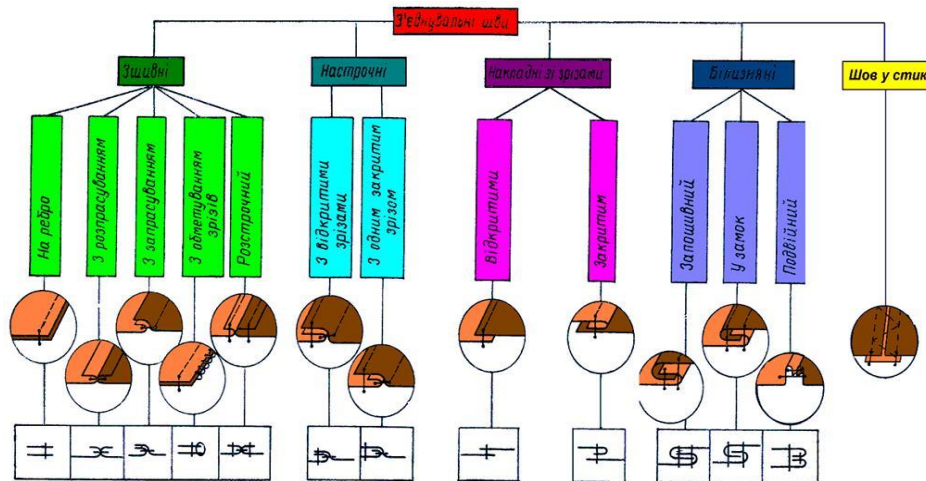 З'єднувальні шви
Зшивні
Настрочні
Накладні зі зрізами
Білизняні
Шов у стик
На ребро
З розпрасуванням
З запрасуванням
З обметуванням
зрізів
Розстрочний
З відкритими
зрізами
З одним закритим
зрізом
Відкритими
Закритим
Запошивний
У замок
Подвійний